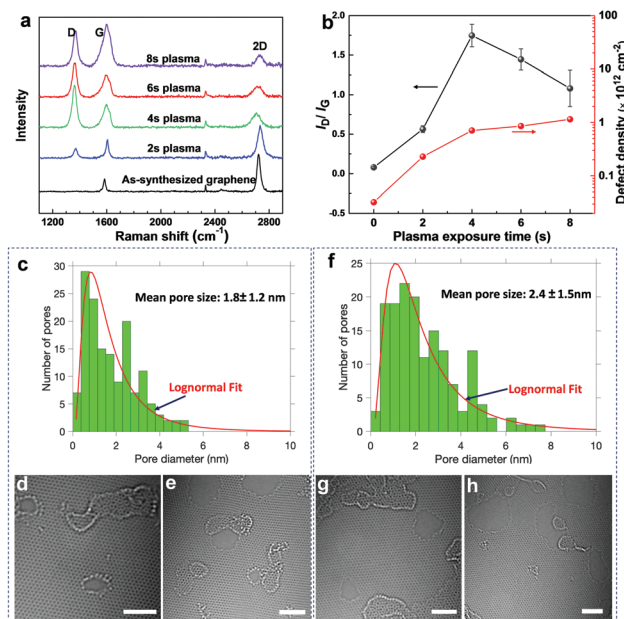 a
D
G
2D
8s plasma
6s plasma
4s plasma
2s plasma
As-synthesized graphene
Intensity
1200
1600
2000
2400
2800
Raman shift (cm-1)
b
2.0
1.5
1.0
0.5
0.0
-0.5
ID/ IG
100
10
1
0.1
Defect density (× 1012 cm-2)
0
2
4
6
8
Plasma exposure time (s)
c
30
25
20
15
10
5
0
Number of pores
Mean pore size: 1.8± 1.2 nm
Lognormal Fit
0
2
4
6
8
10
Pore diameter (nm)
f
25
20
15
10
5
0
Number of pores
Mean pore size: 2.4 ± 1.5nm
Lognormal Fit
0
2
4
6
8
10
Pore diameter (nm)
d
e
g
h